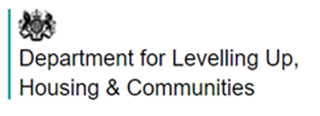 Department for Levelling Up,
Housing & Communities